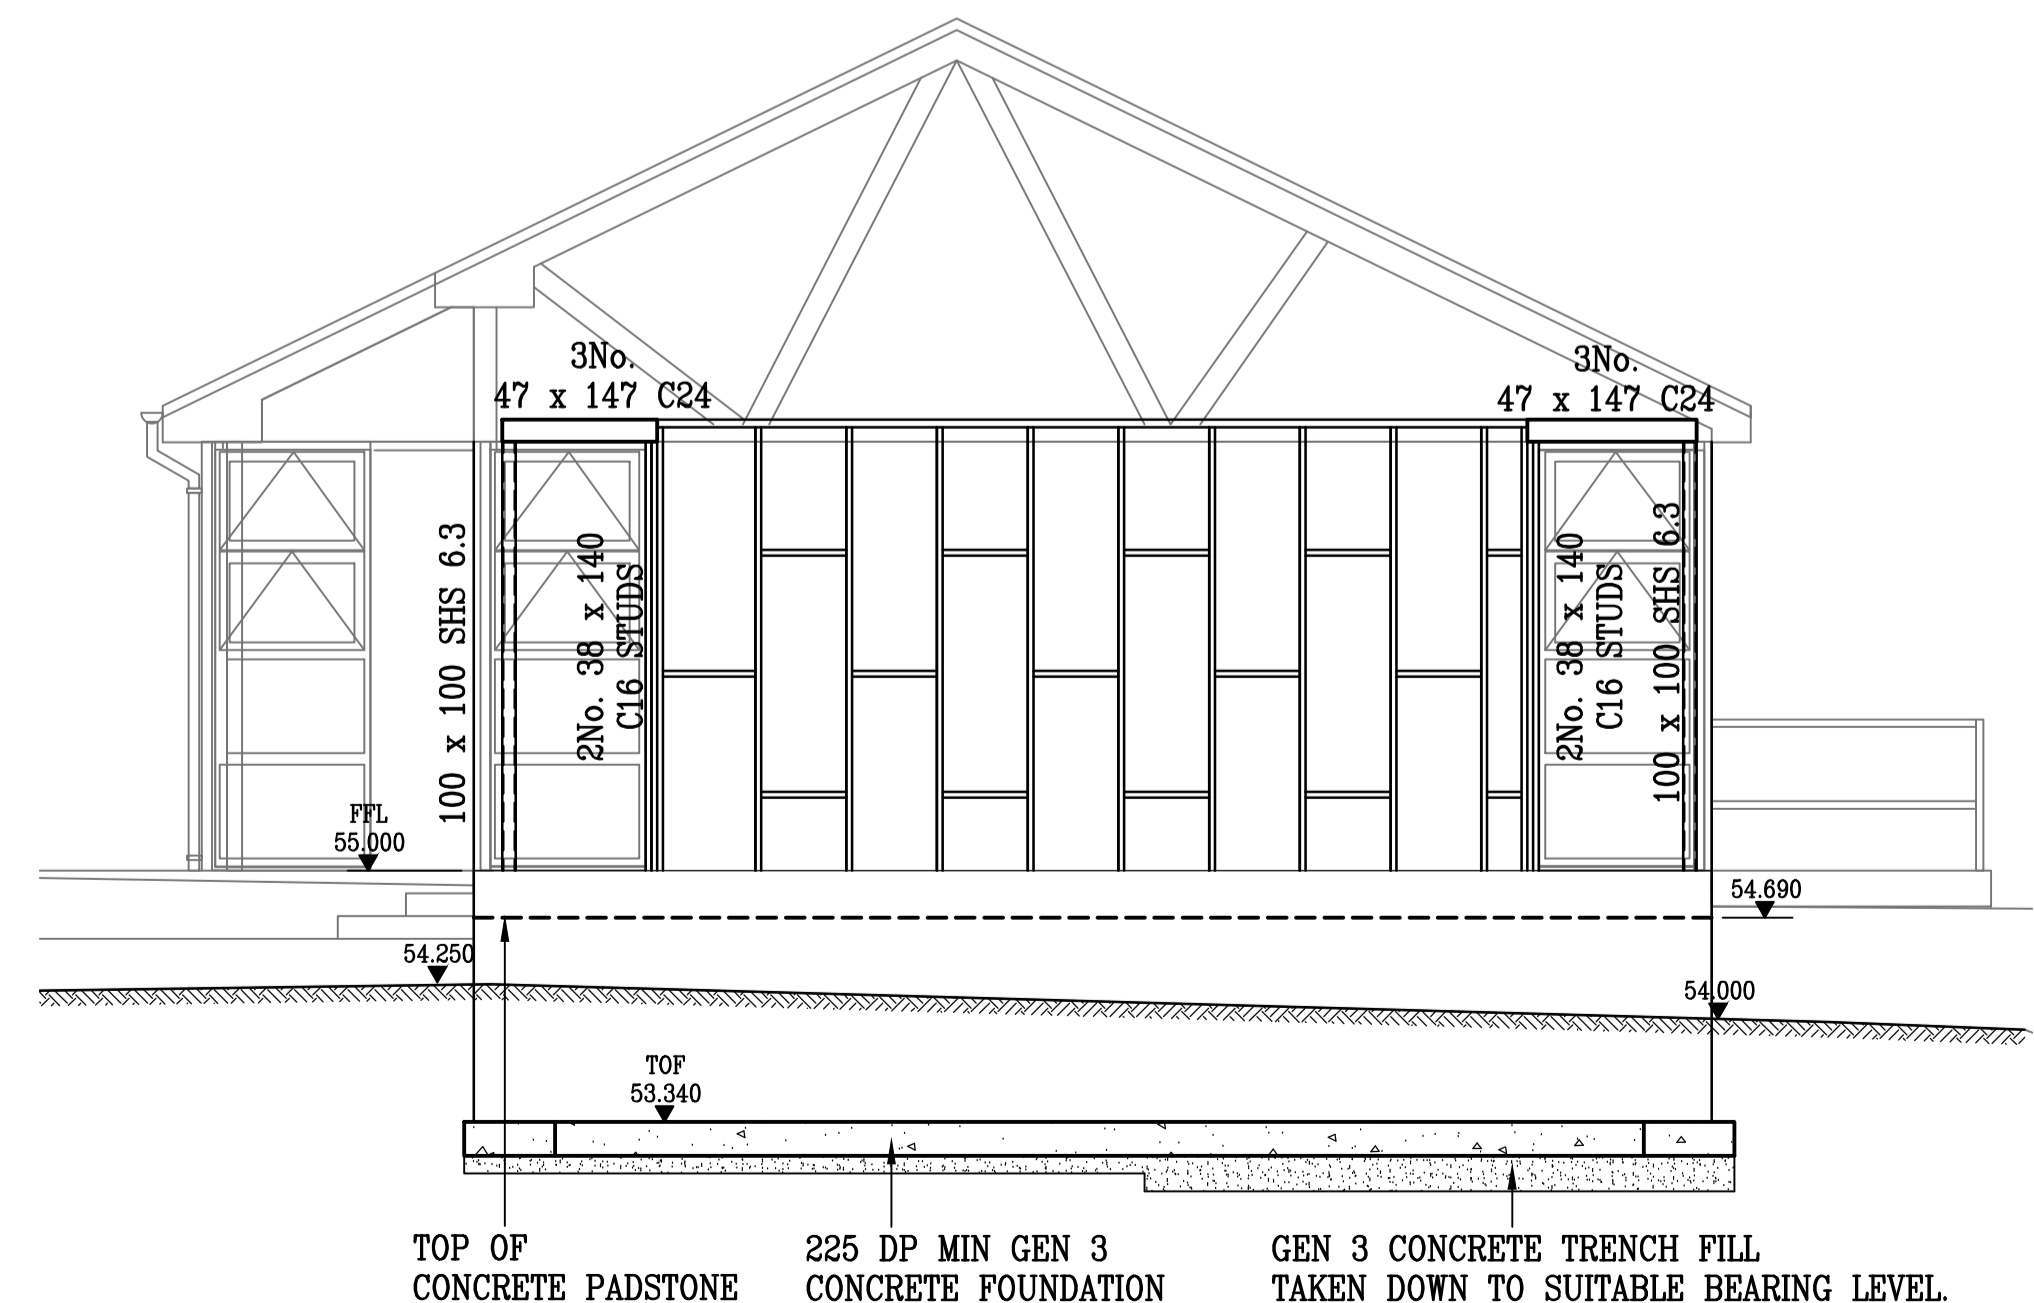 3No.
47 x 147 C24
3No.
47 x 147 C24
100 x 100 SHS 6.3
2No. 38 x 140
C16 STUDS
2No. 38 x 140
C16 STUDS
100 x 100 SHS 6.3
FFL
55.000
54.690
54.250
54.000
TOF
53.340
TOP OF
CONCRETE PADSTONE
225 DP MIN GEN 3
CONCRETE FOUNDATION
GEN 3 CONCRETE TRENCH FILL
TAKEN DOWN TO SUITABLE BEARING LEVEL.